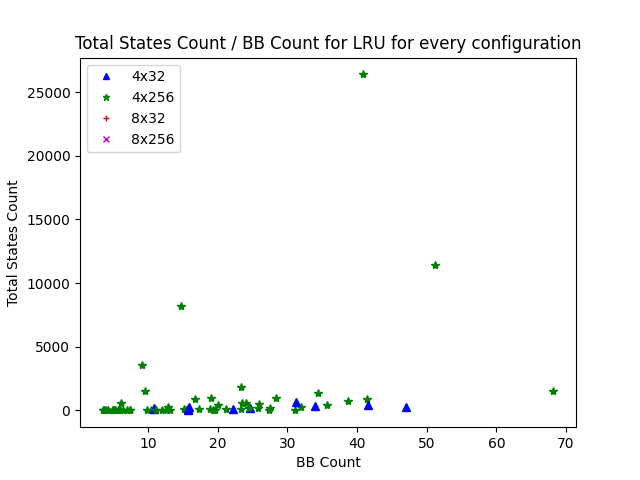 Total States Count / BB Count for LRU for every configuration
4x32
4x256
8x32
8x256
25000
20000
15000
10000
5000
0
Total States Count
10 20 30 40 50 60 70
BB Count